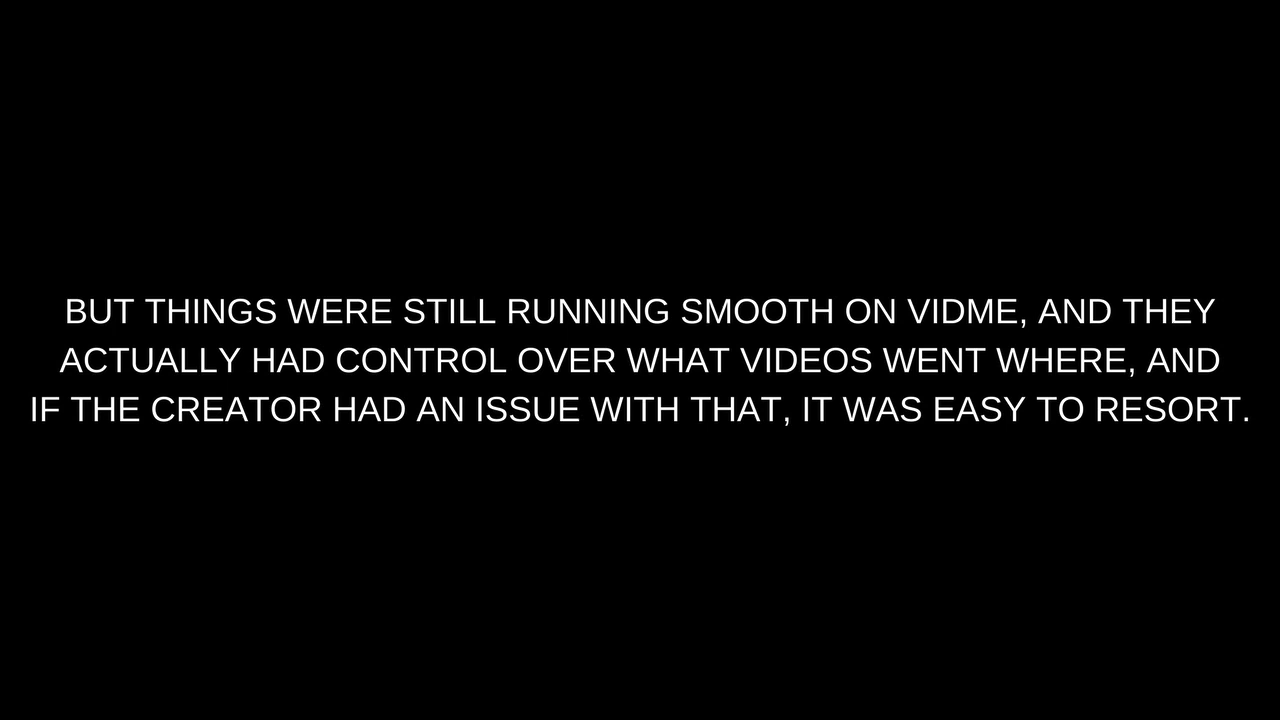 BUT THINGS WERE STILL RUNNING SMOOTH ON VIDME, AND THEY
ACTUALLY HAD CONTROL OVER WHAT VIDEOS WENT WHERE, AND
IF THE CREATOR HAD AN ISSUE WITH THAT, IT WAS EASY TO RESORT.